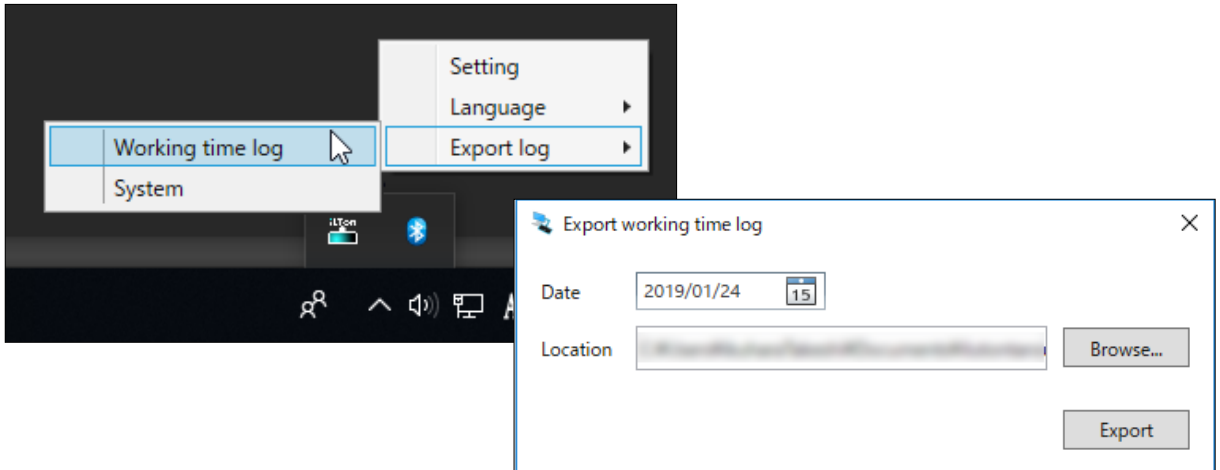 Setting
Language
Export log
Working time log
System
iLTon
A
Export working time log
Date 2019/01/24 15
Location
Browse...
Export